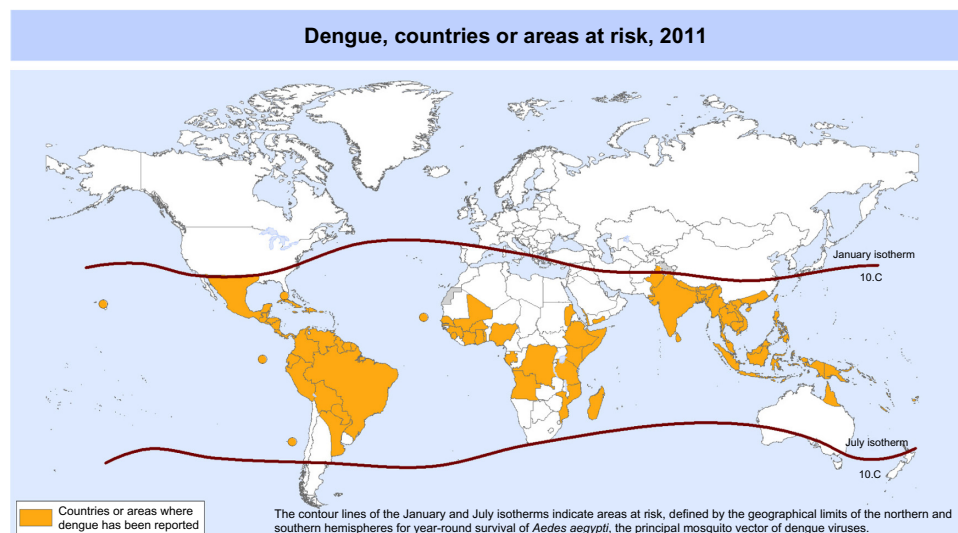 Dengue, countries or areas at risk, 2011
January isotherm
10.C
July isotherm
10.C
Countries or areas where
dengue has been reported
The contour lines of the January and July isotherms indicate areas at risk, defined by the geographical limits of the northern and
southern hemispheres for year-round survival of Aedes aegypti, the principal mosquito vector of dengue viruses.